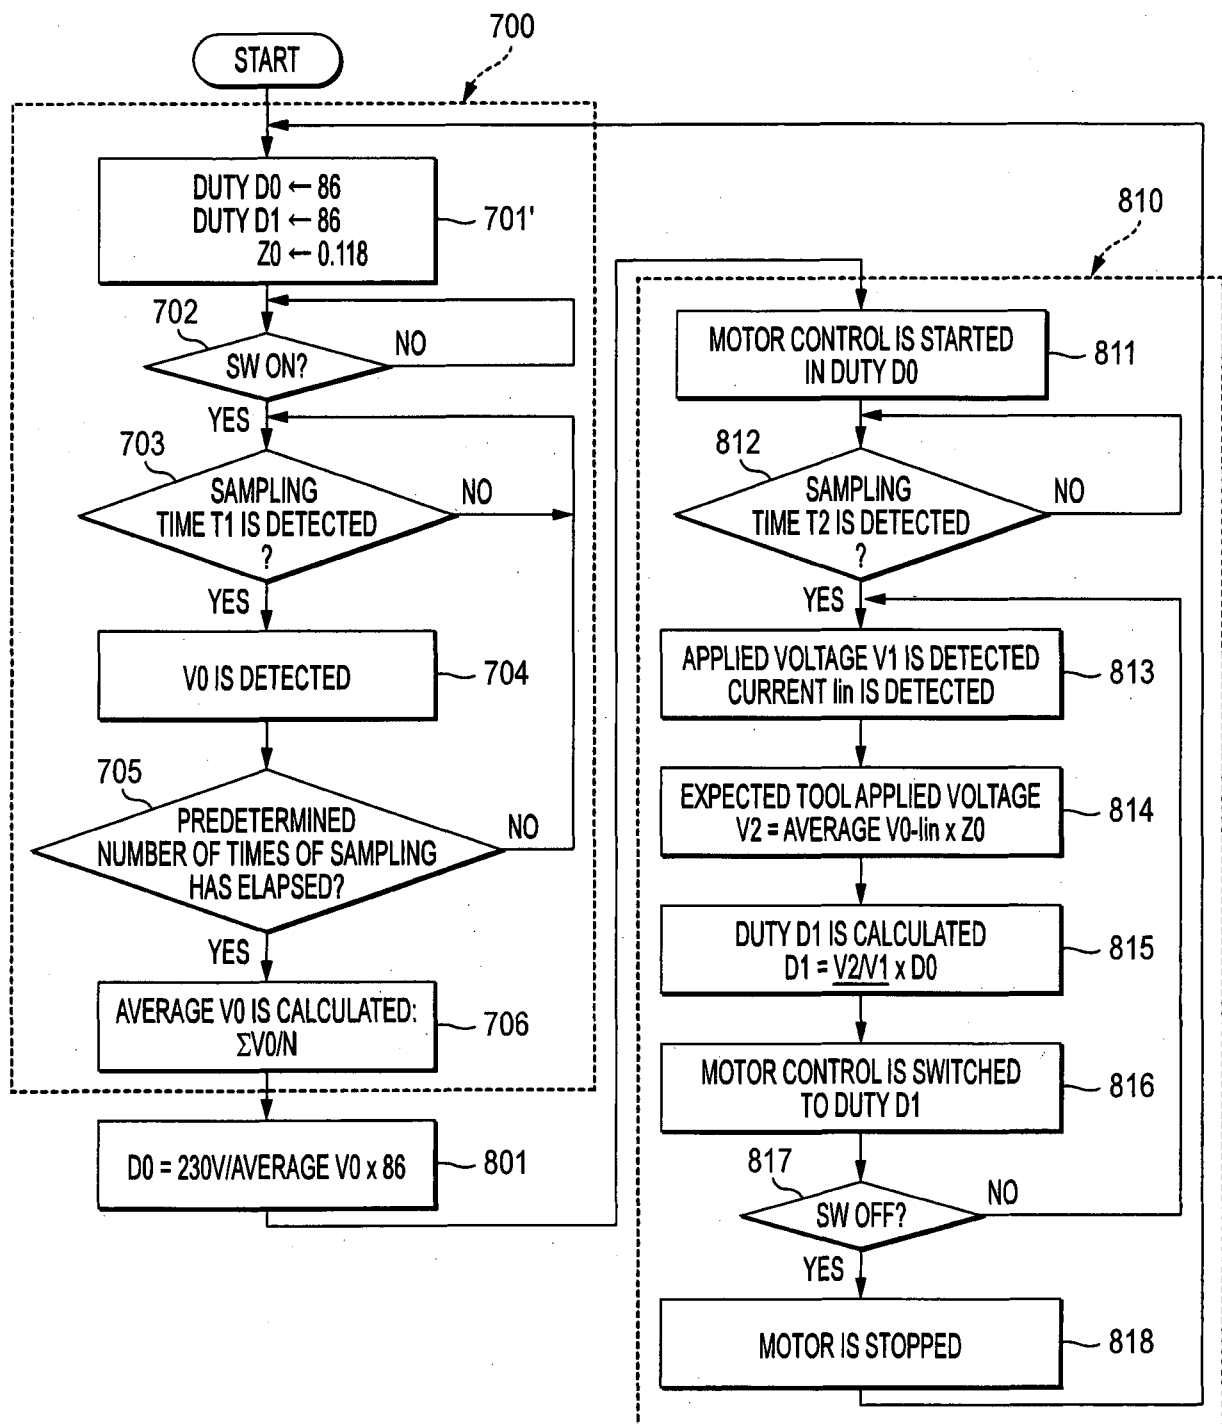 700
START
DUTY D0 ← 86
DUTY D1 ← 86
Z0 ← 0.118
701'
702
SW ON?
NO
YES
703
SAMPLING
TIME T1 IS DETECTED
?
NO
YES
V0 IS DETECTED
704
705
PREDETERMINED
NUMBER OF TIMES OF SAMPLING
HAS ELAPSED?
NO
YES
AVERAGE V0 IS CALCULATED:
ΣV0/N
706
D0 = 230V/AVERAGE V0 x 86
801
810
MOTOR CONTROL IS STARTED
IN DUTY D0
811
812
SAMPLING
TIME T2 IS DETECTED
?
NO
YES
APPLIED VOLTAGE V1 IS DETECTED
CURRENT Iin IS DETECTED
813
EXPECTED TOOL APPLIED VOLTAGE
V2 = AVERAGE V0-Iin x Z0
814
DUTY D1 IS CALCULATED
D1 = V2/V1 x D0
815
MOTOR CONTROL IS SWITCHED
TO DUTY D1
816
817
SW OFF?
NO
YES
MOTOR IS STOPPED
818